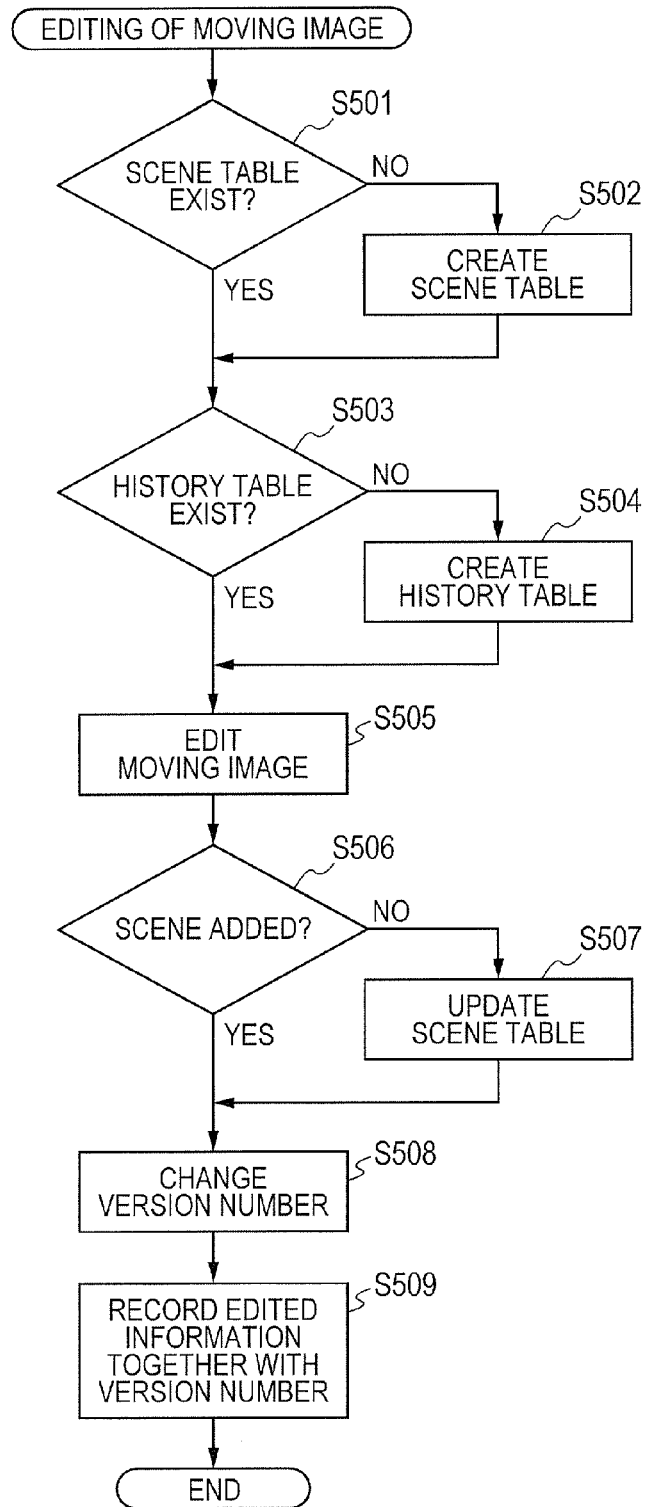 EDITING OF MOVING IMAGE
S501
SCENE TABLE
EXIST?
NO
S502
CREATE
SCENE TABLE
YES
S503
HISTORY TABLE
EXIST?
NO
S504
CREATE
HISTORY TABLE
YES
S505
EDIT
MOVING IMAGE
S506
SCENE ADDED?
NO
S507
UPDATE
SCENE TABLE
YES
S508
CHANGE
VERSION NUMBER
S509
RECORD EDITED
INFORMATION
TOGETHER WITH
VERSION NUMBER
END